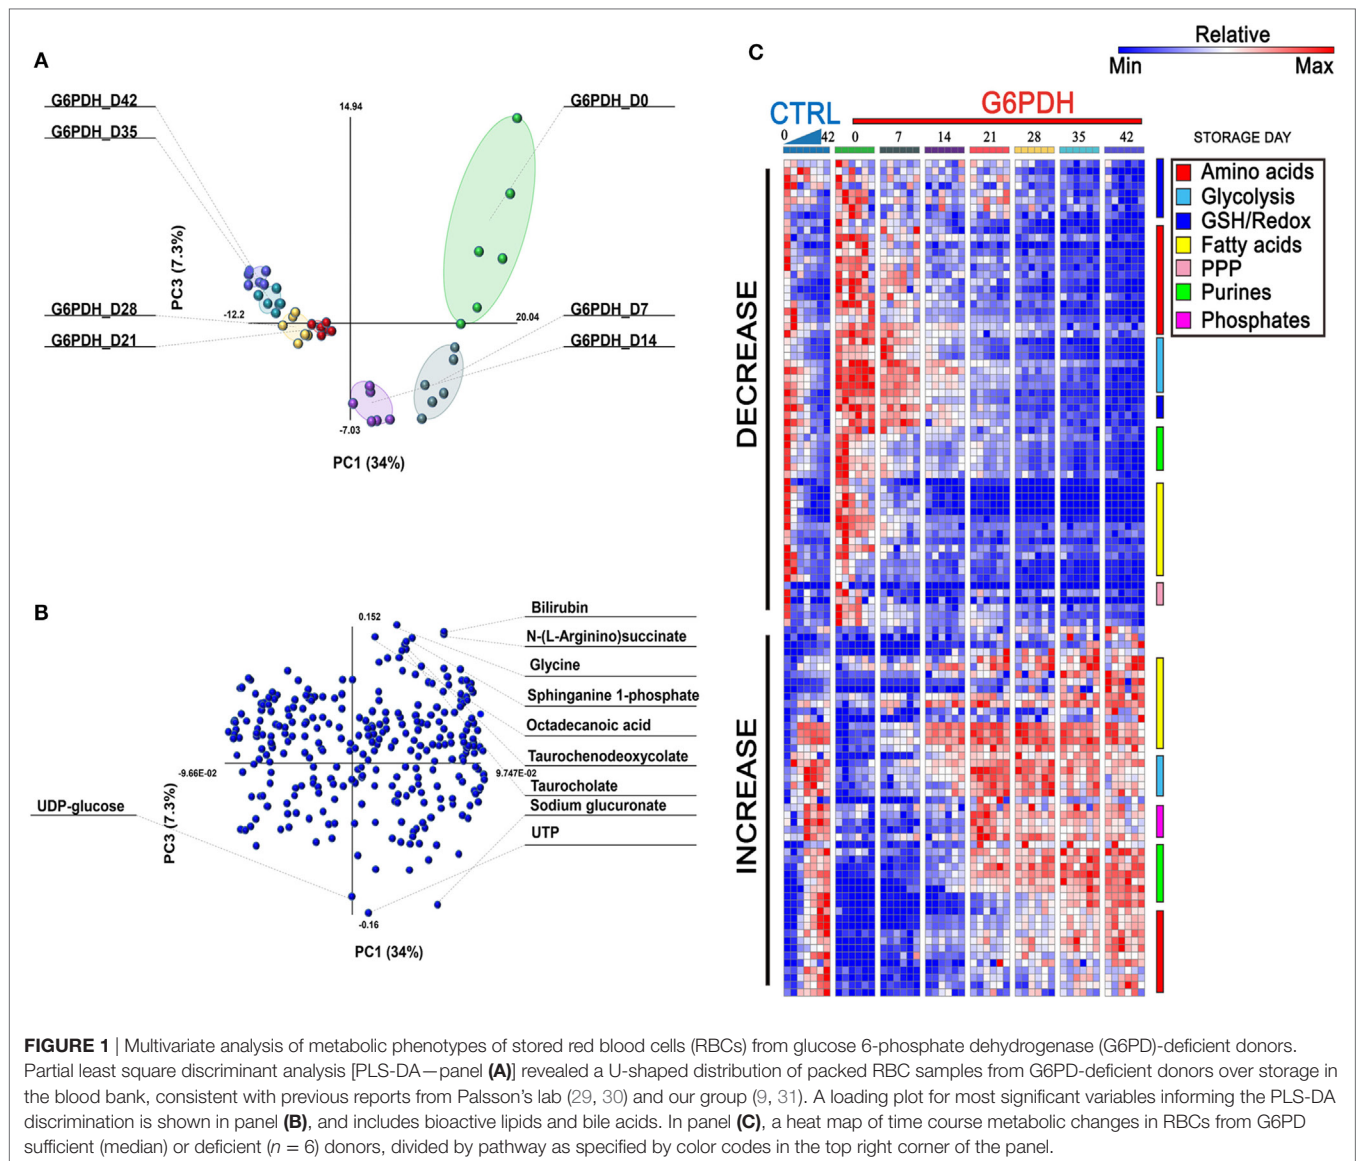 A
G6PDH_D42
G6PDH_D35
G6PDH_D28
G6PDH_D21
G6PDH_D0
G6PDH_D7
G6PDH_D14
14.94
-12.2
20.04
-7.03
PC3 (7.3%)
PC1 (34%)
B
0.152
-9.66E-02
9.747E-02
-0.16
PC3 (7.3%)
PC1 (34%)
UDP-glucose
Bilirubin
N-(L-Arginino)succinate
Glycine
Sphinganine 1-phosphate
Octadecanoic acid
Taurochenodeoxycolate
Taurocholate
Sodium glucuronate
UTP
C
Relative
Min Max
CTRL G6PDH
0 42 0 7 14 21 28 35 42 STORAGE DAY
DECREASE
INCREASE
Amino acids
Glycolysis
GSH/Redox
Fatty acids
PPP
Purines
Phosphates
FIGURE 1 | Multivariate analysis of metabolic phenotypes of stored red blood cells (RBCs) from glucose 6-phosphate dehydrogenase (G6PD)-deficient donors.
Partial least square discriminant analysis [PLS-DA—panel (A)] revealed a U-shaped distribution of packed RBC samples from G6PD-deficient donors over storage in
the blood bank, consistent with previous reports from Palsson's lab (29, 30) and our group (9, 31). A loading plot for most significant variables informing the PLS-DA
discrimination is shown in panel (B), and includes bioactive lipids and bile acids. In panel (C), a heat map of time course metabolic changes in RBCs from G6PD
sufficient (median) or deficient (n = 6) donors, divided by pathway as specified by color codes in the top right corner of the panel.